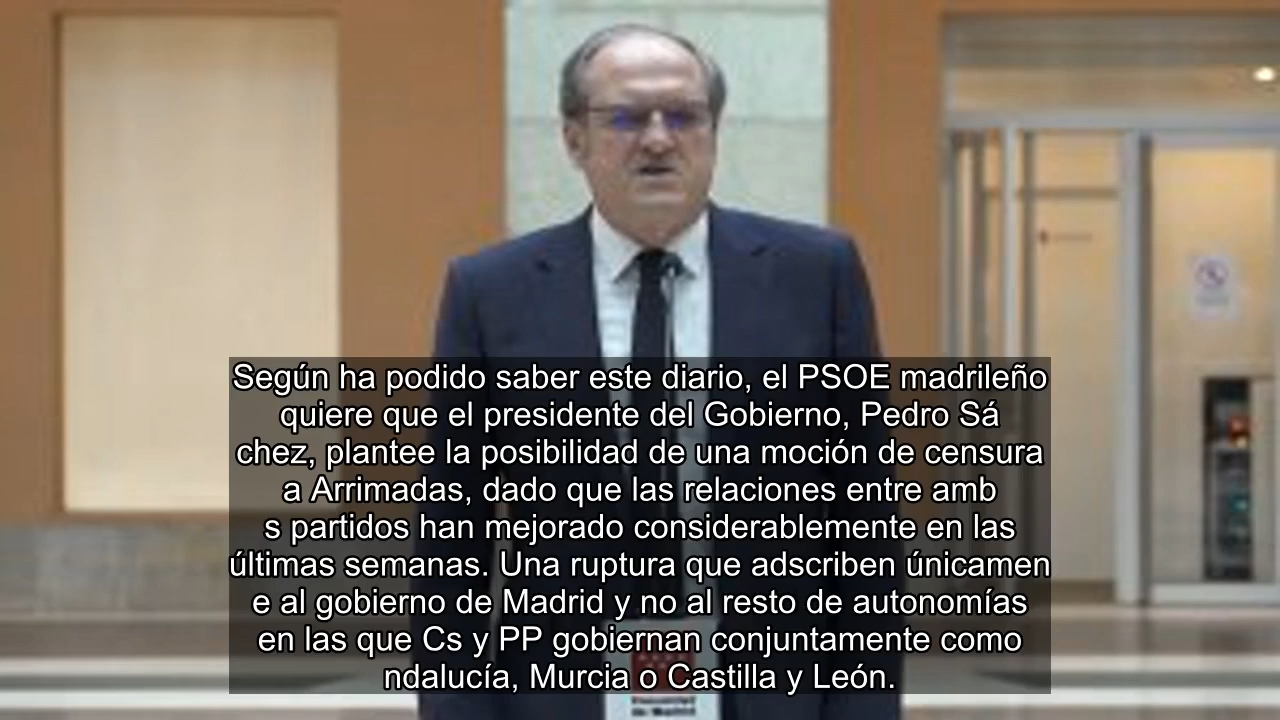 Según ha podido saber este diario, el PSOE madrileño
quiere que el presidente del Gobierno, Pedro Sá
chez, plantee la posibilidad de una moción de censura
a Arrimadas, dado que las relaciones entre amb
s partidos han mejorado considerablemente en las
últimas semanas. Una ruptura que adscriben únicamen
e al gobierno de Madrid y no al resto de autonomías
en las que Cs y PP gobiernan conjuntamente como
ndalucía, Murcia o Castilla y León.
de Madrid